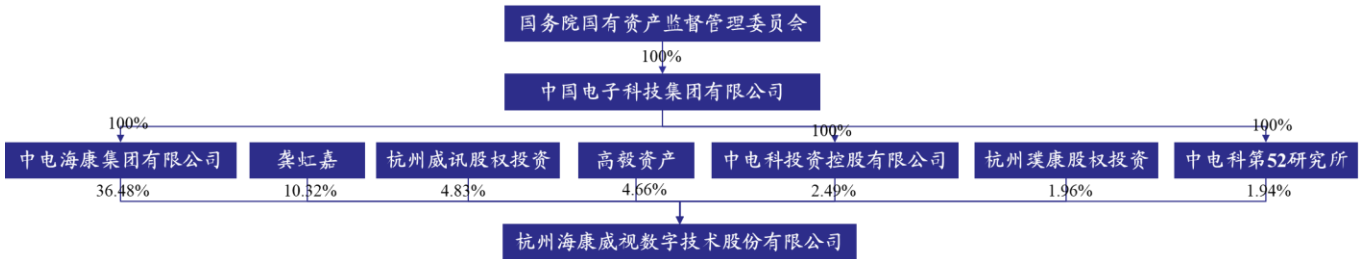 国务院国有资产监督管理委员会
100%
中国电子科技集团有限公司
100% 100% 100%
中电海康集团有限公司 龚虹嘉 杭州威讯股权投资 高毅资产 中电科投资控股有限公司 杭州璞康股权投资 中电科第52研究所
36.48% 10.32% 4.83% 4.66% 2.49% 1.96% 1.94%
杭州海康威视数字技术股份有限公司